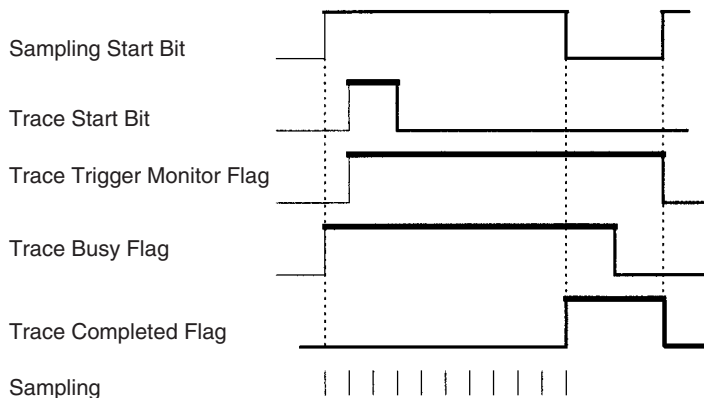 Sampling Start Bit
Trace Start Bit
Trace Trigger Monitor Flag
Trace Busy Flag
Trace Completed Flag
Sampling